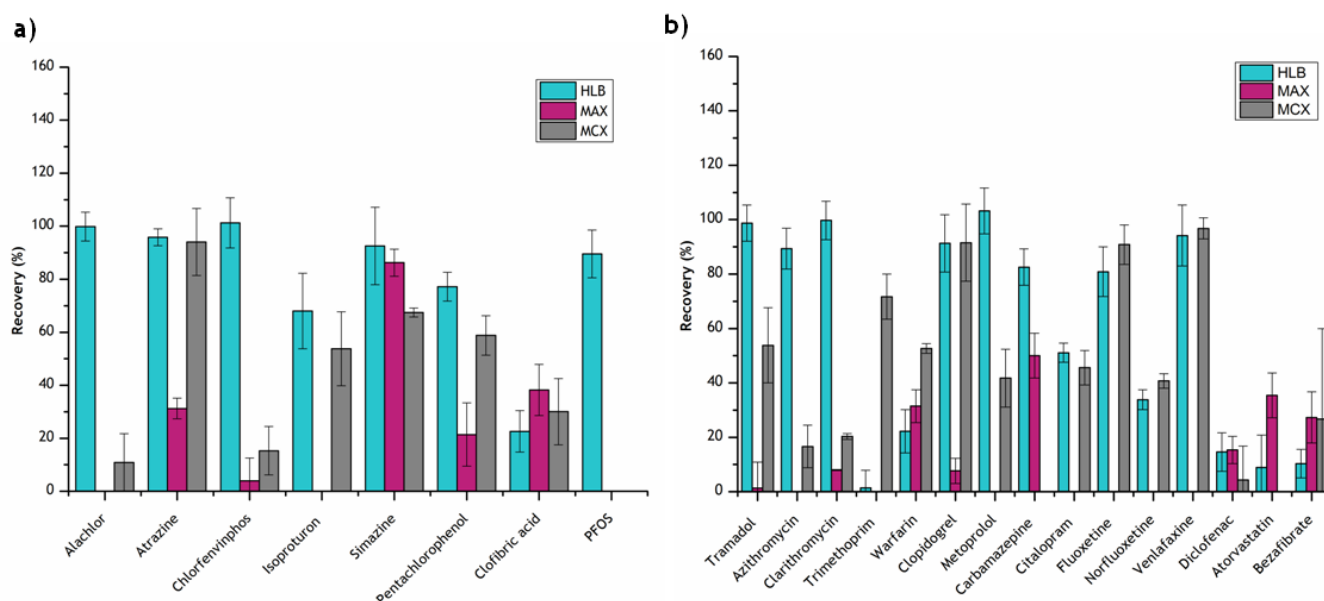 a)
160
140
120
100
80
60
40
20
0
Recovery (%)
HLB
MAX
MCX
Alachlor
Atrazine
Chlorfenvinphos
Isoproturon
Simazine
Pentachlorophenol
Clofibric acid
PFOS
b)
160
140
120
100
80
60
40
20
0
Recovery (%)
HLB
MAX
MCX
Tramadol
Azithromycin
Clarithromycin
Trimethoprim
Warfarin
Clopidogrel
Metoprolol
Carbamazepine
Citalopram
Fluoxetine
Norfluoxetine
Venlafaxine
Diclofenac
Atorvastatin
Bezafibrate